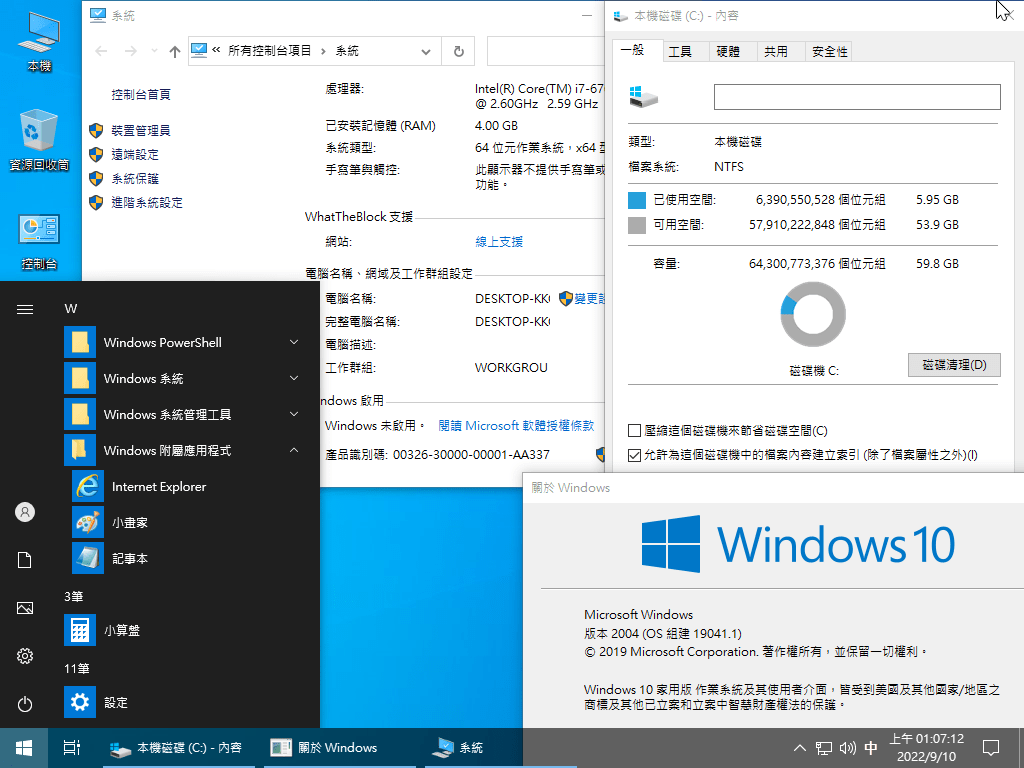 本機
資源回收筒
控制台
系統
« 所有控制台項目 › 系統
控制台首頁
裝置管理員
遠端設定
系統保護
進階系統設定
處理器: Intel(R) Core(TM) i7-67
@ 2.60GHz 2.59 GHz
已安裝記憶體 (RAM) 4.00 GB
系統類型: 64 位元作業系統，x64
手寫筆與觸控: 此顯示器不提供手寫筆或
功能。
WhatTheBlock 支援
網站: 線上支援
電腦名稱、網域及工作群組設定
電腦名稱: DESKTOP-KK 變更設
完整電腦名稱: DESKTOP-KK
電腦描述:
工作群組: WORKGROU
ndows 啟用
Windows 未啟用。 閱讀 Microsoft 軟體授權條款
產品識別碼: 00326-30000-00001-AA337
本機磁碟 (C:) - 內容
一般 工具 硬體 共用 安全性
類型: 本機磁碟
檔案系統: NTFS
已使用空間: 6,390,550,528 個位元組 5.95 GB
可用空間: 57,910,222,848 個位元組 53.9 GB
容量: 64,300,773,376 個位元組 59.8 GB
磁碟機 C:
磁碟清理(D)
壓縮這個磁碟機來節省磁碟空間(C)
允許為這個磁碟機中的檔案內容建立索引 (除了檔案屬性之外)(I)
關於 Windows
Windows 10
Microsoft Windows
版本 2004 (OS 組建 19041.1)
© 2019 Microsoft Corporation. 著作權所有，並保留一切權利。
Windows 10 家用版 作業系統及其使用者介面，皆受到美國及其他國家/地區之
商標及其他已立案和立案中智慧財產權法的保護。
W
Windows PowerShell
Windows 系統
Windows 系統管理工具
Windows 附屬應用程式
Internet Explorer
小畫家
記事本
3筆
小算盤
11筆
設定
本機磁碟 (C:) - 內容
關於 Windows
系統
中
上午 01:07:12
2022/9/10